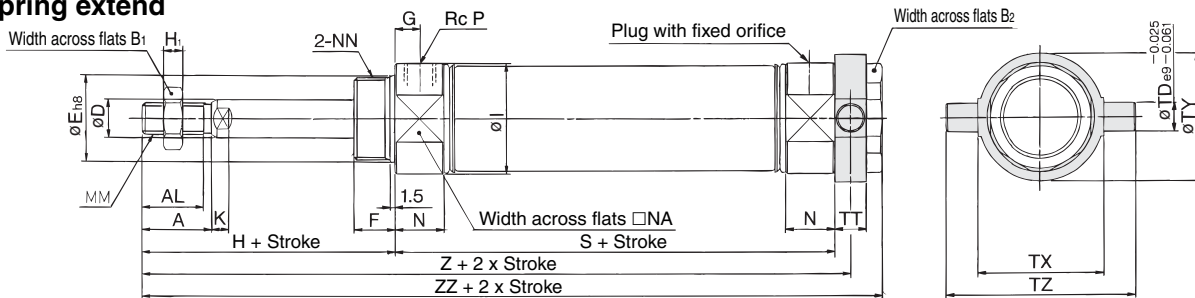 pring extend
Width across flats B1
H1
2-NN
G
Rc P
Plug with fixed orifice
Width across flats B2
øEh8
øD
øI
MM
AL
A
K
F
1.5
N
Width across flats □NA
N
TT
H + Stroke
S + Stroke
Z + 2 x Stroke
ZZ + 2 x Stroke
øTD e9 −0.025 −0.061
øTY
TX
TZ